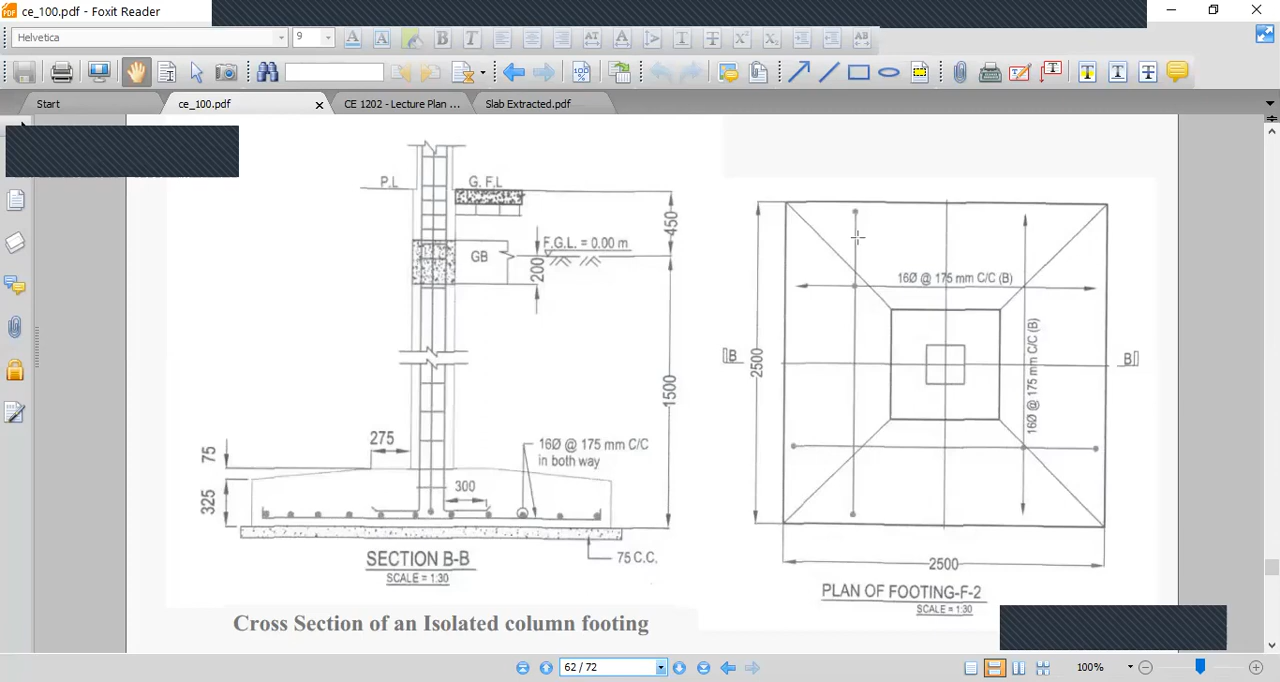 ce_100.pdf - Foxit Reader
Helvetica
9
Start
ce_100.pdf
CE 1202 - Lecture Plan ...
Slab Extracted.pdf
P.L
G. F.L
450
F.G.L. = 0.00 m
GB
200
1500
275
16Ø @ 175 mm C/C
in both way
75
300
325
SECTION B-B
SCALE = 1:30
75 C.C.
Cross Section of an Isolated column footing
16Ø @ 175 mm C/C (B)
16Ø @ 175 mm C/C (B)
B
B
2500
2500
PLAN OF FOOTING-F-2
SCALE = 1:30
62 / 72
100%